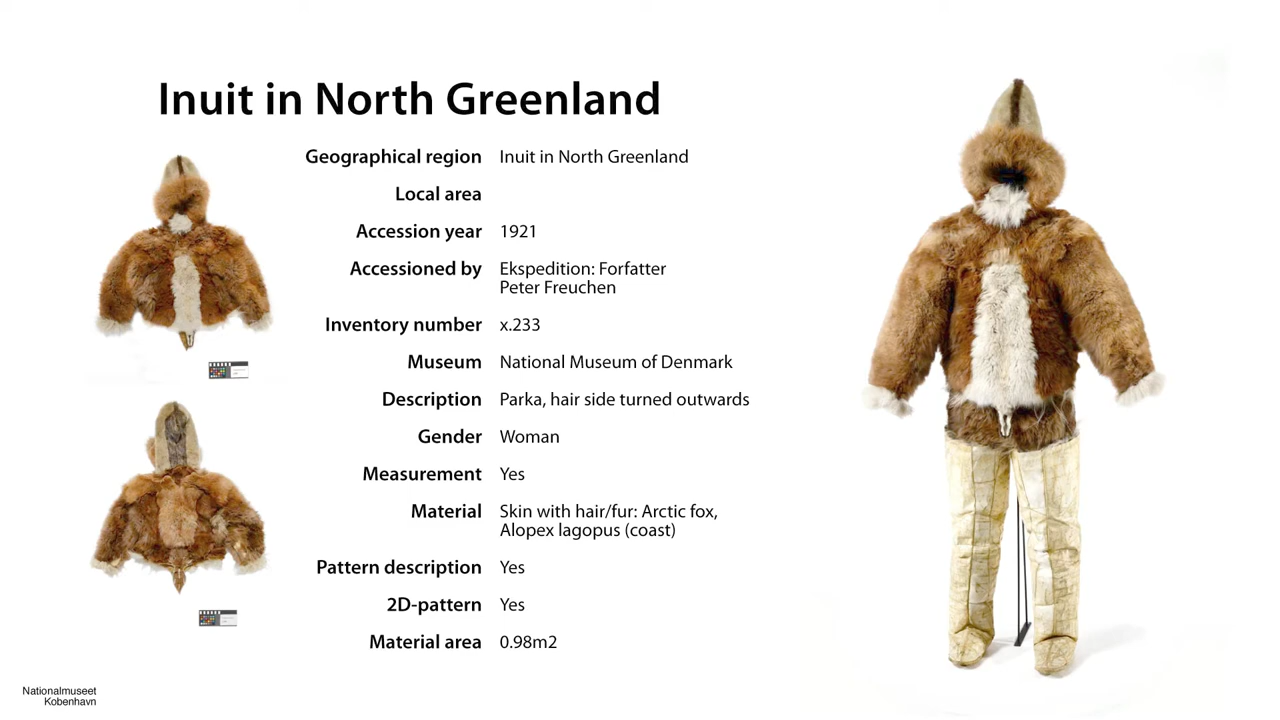 Inuit in North Greenland
Geographical region Inuit in North Greenland
Local area
Accession year 1921
Accessioned by Ekspedition: Forfatter
Peter Freuchen
Inventory number x.233
Museum National Museum of Denmark
Description Parka, hair side turned outwards
Gender Woman
Measurement Yes
Material Skin with hair/fur: Arctic fox,
Alopex lagopus (coast)
Pattern description Yes
2D-pattern Yes
Material area 0.98m2
Nationalmuseet
Kobenhavn